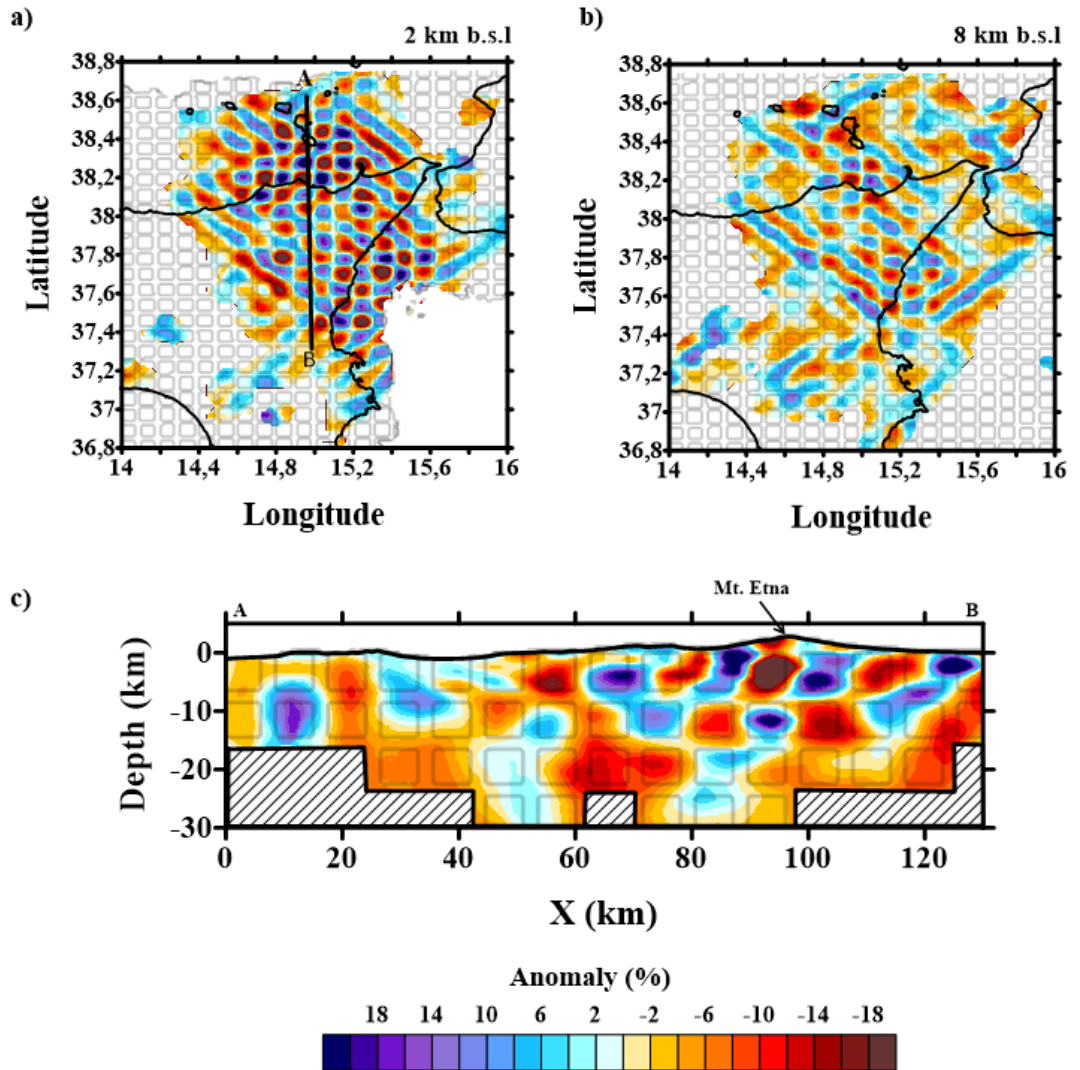 a)
2 km b.s.l
38,8
38,6
38,4
38,2
38
37,8
37,6
37,4
37,2
37
36,8
Latitude
A
B
14 14,4 14,8 15,2 15,6 16
Longitude
b)
8 km b.s.l
38,8
38,6
38,4
38,2
38
37,8
37,6
37,4
37,2
37
36,8
Latitude
14 14,4 14,8 15,2 15,6 16
Longitude
c)
Mt. Etna
A B
0
-10
-20
-30
Depth (km)
0 20 40 60 80 100 120
X (km)
Anomaly (%)
18 14 10 6 2 -2 -6 -10 -14 -18